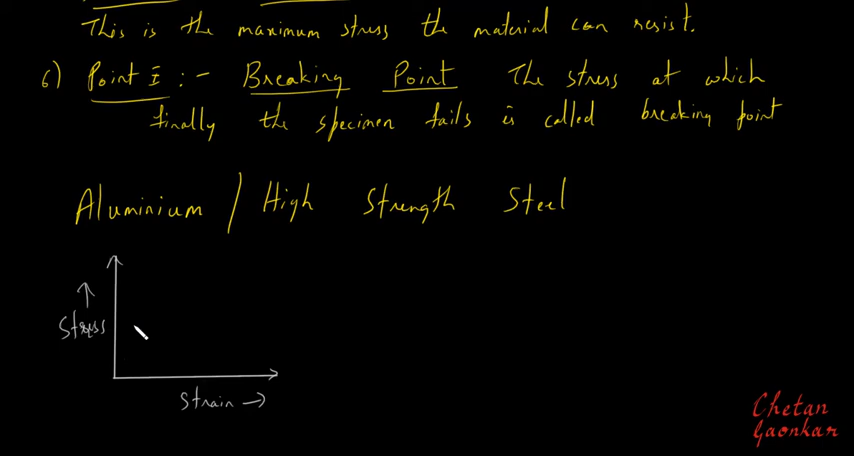 This is the maximum stress the material can resist.
6) Point E :- Breaking Point The stress at which
finally the specimen fails is called breaking point
Aluminium / High Strength Steel
Stress
Strain →
Chetan
Gaonkar